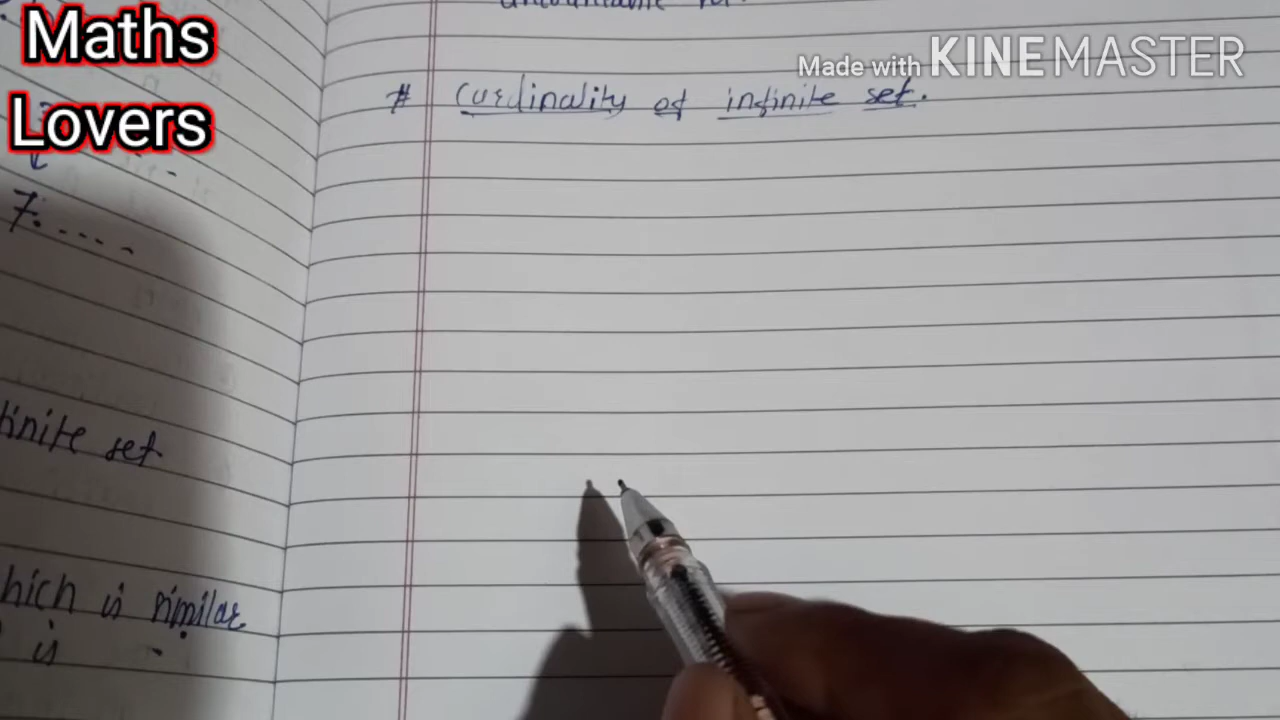 Maths
Lovers
Made with KINEMASTER
# Cardinality of infinite set.
7. ....
finite set
hich is similar
is